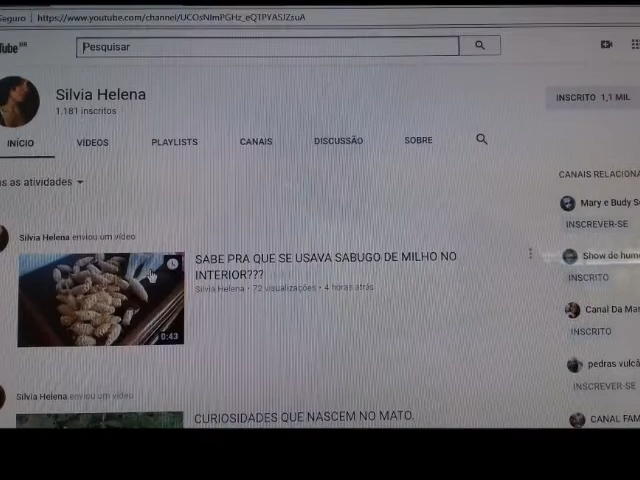 Seguro | https://www.youtube.com/channel/
Tube BR
Pesquisar
Silvia Helena
1.181 inscritos
INSCRITO 1,1 MIL
INÍCIO VÍDEOS PLAYLISTS CANAIS DISCUSSÃO SOBRE
as as atividades
CANAIS RELACIONA
Mary e Budy S
INSCREVER-SE
Silvia Helena enviou um vídeo
SABE PRA QUE SE USAVA SABUGO DE MILHO NO
INTERIOR???
Silvia Helena • 72 visualizações • 4 horas atrás
0:43
Show de hum
INSCRITO
Canal Da Mar
INSCRITO
pedras vulcâ
INSCREVER-SE
Silvia Helena enviou um vídeo
CURIOSIDADES QUE NASCEM NO MATO.
CANAL FAM